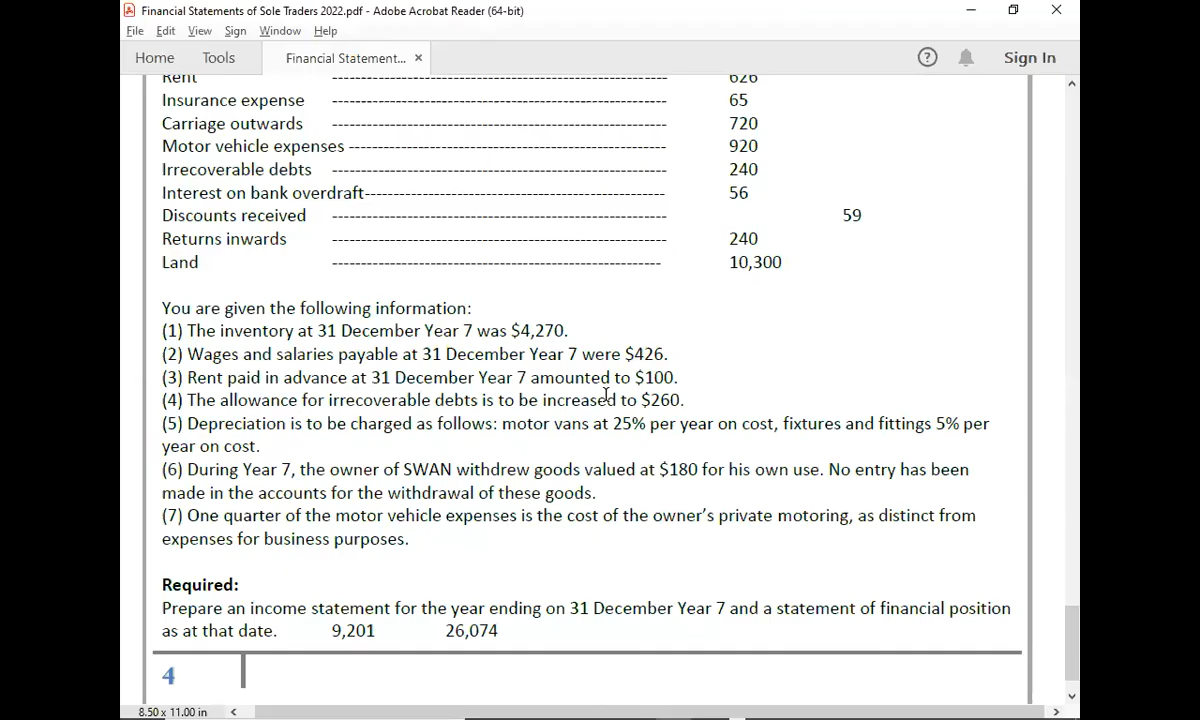 Financial Statements of Sole Traders 2022.pdf - Adobe Acrobat Reader (64-bit)
File Edit View Sign Window Help
Home Tools Financial Statement... × ? Sign In
Rent ------------------------------------------------------------ 626
Insurance expense ------------------------------------------------------------ 65
Carriage outwards ------------------------------------------------------------ 720
Motor vehicle expenses ------------------------------------------------------------ 920
Irrecoverable debts ------------------------------------------------------------ 240
Interest on bank overdraft------------------------------------------------------------ 56
Discounts received ------------------------------------------------------------ 59
Returns inwards ------------------------------------------------------------ 240
Land ------------------------------------------------------------ 10,300
You are given the following information:
(1) The inventory at 31 December Year 7 was $4,270.
(2) Wages and salaries payable at 31 December Year 7 were $426.
(3) Rent paid in advance at 31 December Year 7 amounted to $100.
(4) The allowance for irrecoverable debts is to be increased to $260.
(5) Depreciation is to be charged as follows: motor vans at 25% per year on cost, fixtures and fittings 5% per
year on cost.
(6) During Year 7, the owner of SWAN withdrew goods valued at $180 for his own use. No entry has been
made in the accounts for the withdrawal of these goods.
(7) One quarter of the motor vehicle expenses is the cost of the owner's private motoring, as distinct from
expenses for business purposes.
Required:
Prepare an income statement for the year ending on 31 December Year 7 and a statement of financial position
as at that date. 9,201 26,074
4
8.50 x 11.00 in